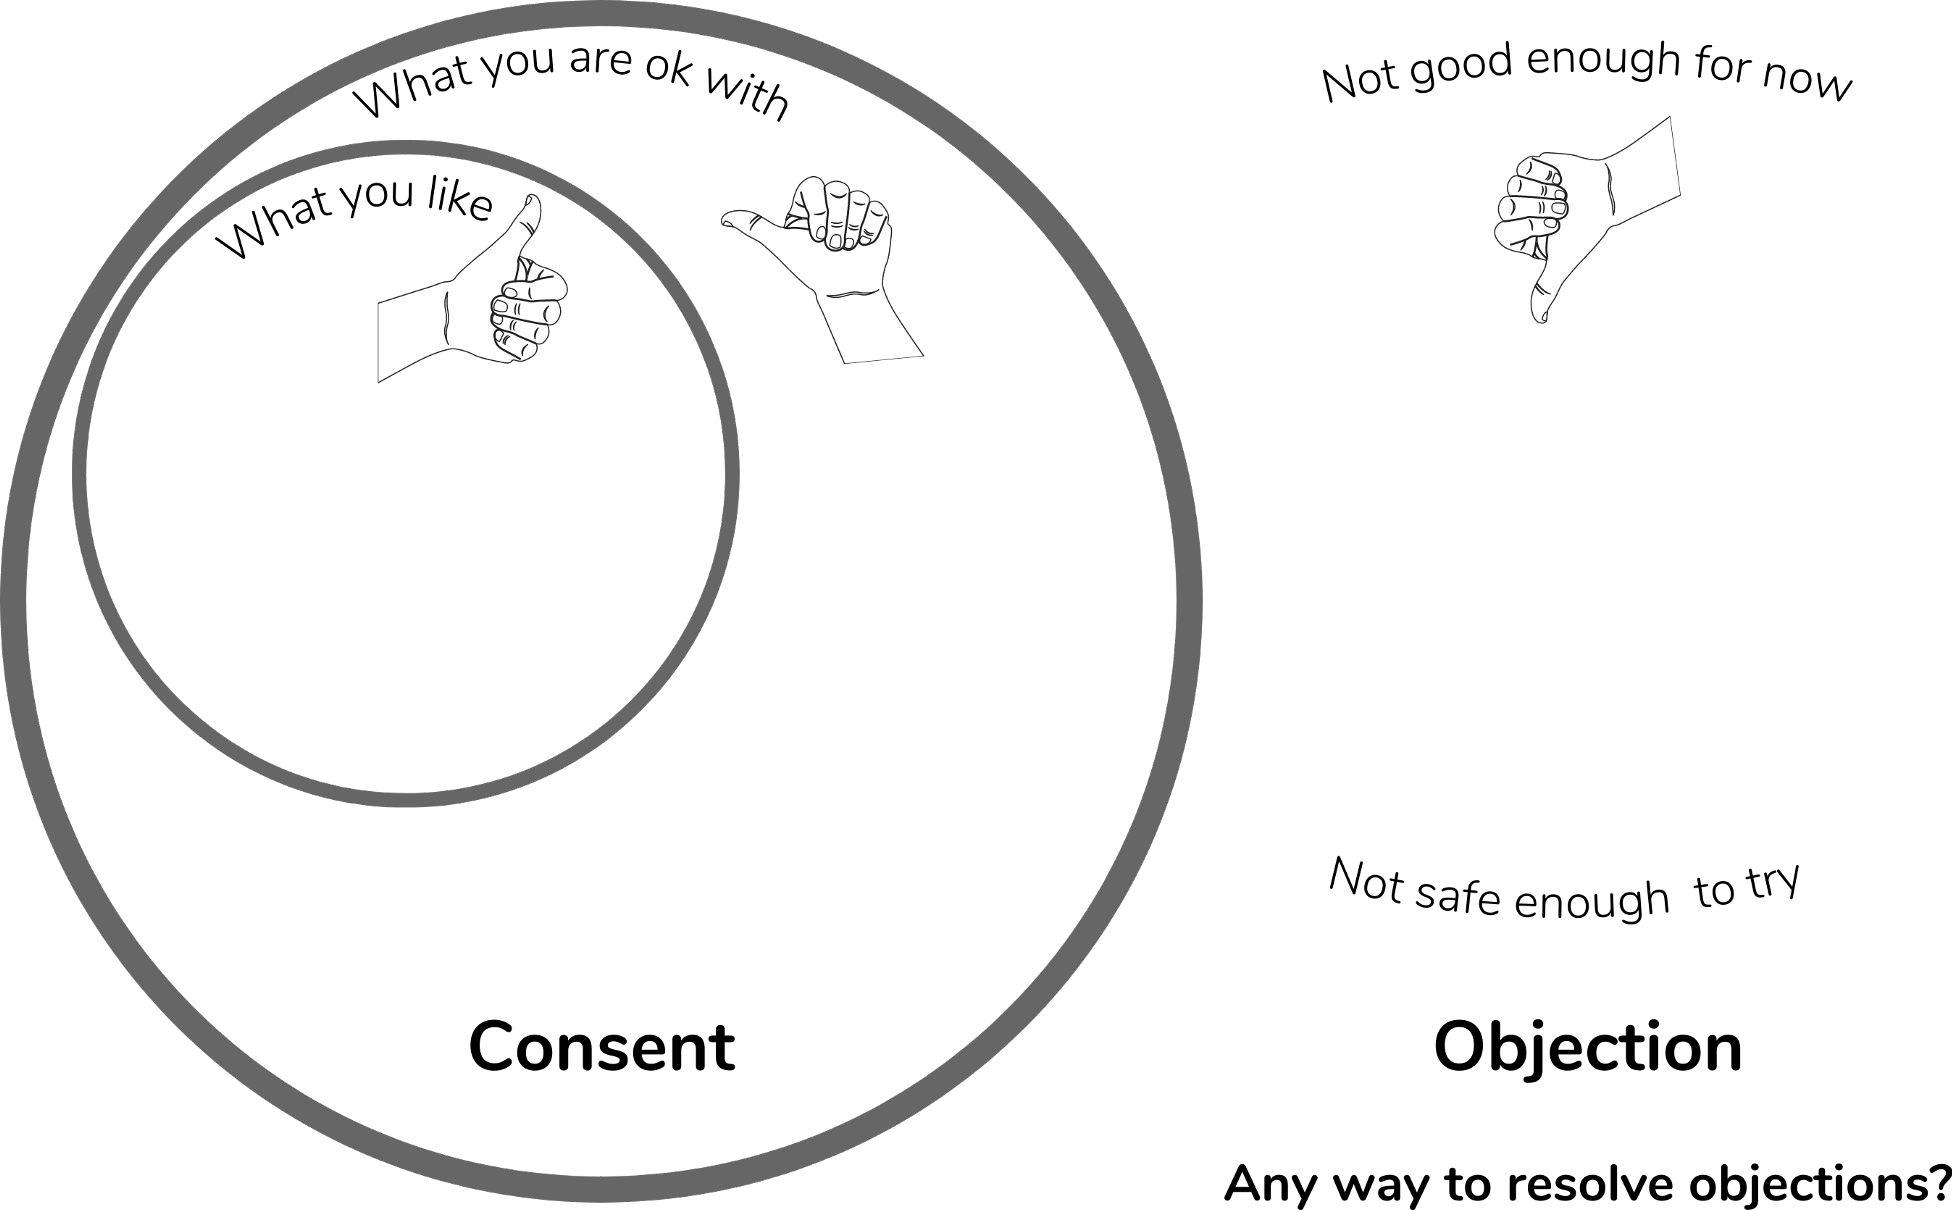 What you are ok with
What you like
Consent
Not good enough for now
Not safe enough to try
Objection
Any way to resolve objections?